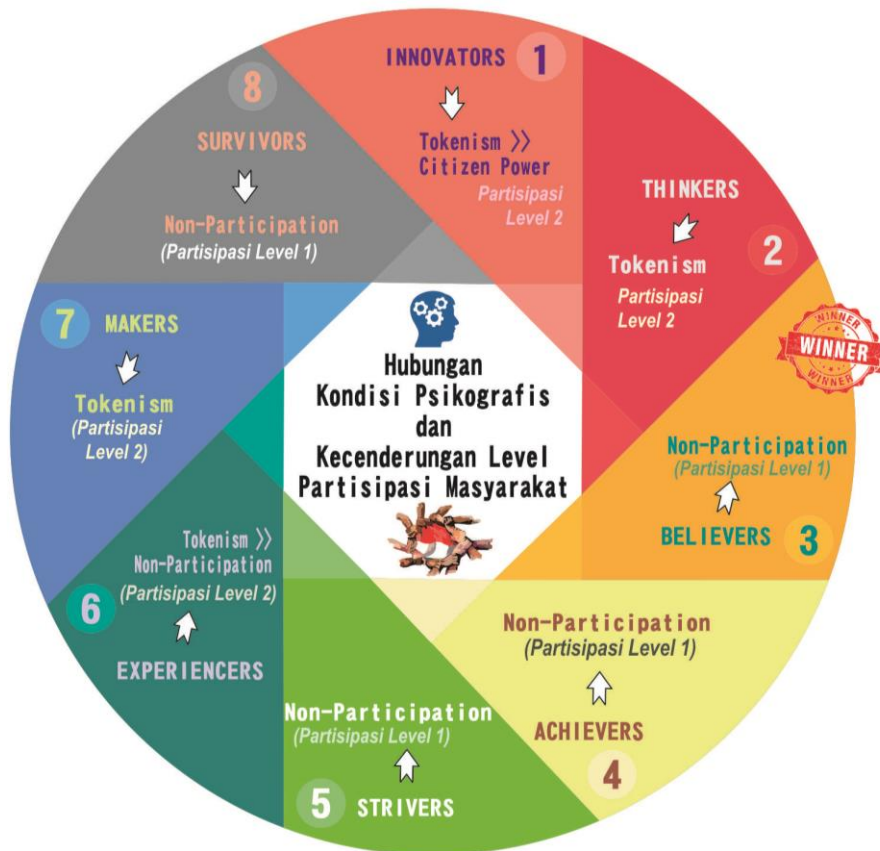 INNOVATORS 1
Tokenism >>
Citizen Power
Partisipasi
Level 2
THINKERS
2
Tokenism
Partisipasi
Level 2
WINNER
WINNER
WINNER
Non-Participation
(Partisipasi Level 1)
BELIEVERS 3
Non-Participation
(Partisipasi Level 1)
ACHIEVERS
4
Non-Participation
(Partisipasi Level 1)
5 STRIVERS
Tokenism >>
Non-Participation
(Partisipasi Level 2)
6
EXPERIENCERS
7 MAKERS
Tokenism
(Partisipasi
Level 2)
8
SURVIVORS
Non-Participation
(Partisipasi Level 1)
Hubungan
Kondisi Psikografis
dan
Kecenderungan Level
Partisipasi Masyarakat